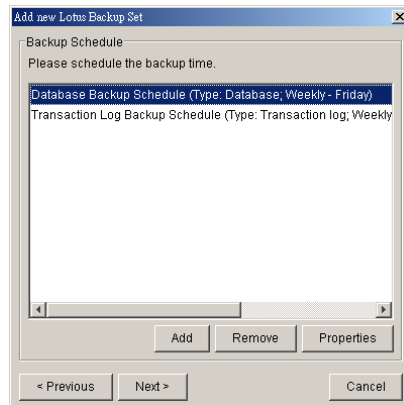 Add new Lotus Backup Set
Backup Schedule
Please schedule the backup time.
Database Backup Schedule (Type: Database; Weekly - Friday)
Transaction Log Backup Schedule (Type: Transaction log; Weekly
Add Remove Properties
< Previous Next > Cancel